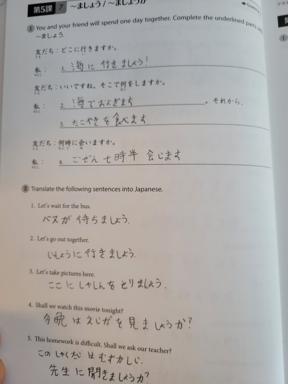 第5課 7 ～ましょう/～ましょうか
Ⅰ You and your friend will spend one day together. Complete the underlined parts
～ましょう.
友だち：どこに行きますか。
私：1. 海に行きましょう!
友だち：いいですね。そこで何をしますか。
私：2. 海でおよぎます 。それから、
3. たこやきを食べます
友だち：何時に会いますか。
私：4. ごぜん七時半 会います
Ⅱ Translate the following sentences into Japanese.
1. Let's wait for the bus.
バスが待ちましょう.
2. Let's go out together.
いしょうに行きましょう.
3. Let's take pictures here.
ここにしゃしんをとりましょう.
4. Shall we watch this movie tonight?
今晩はえいがを見ましょうか?
5. This homework is difficult. Shall we ask our teacher?
このしゃくだいはむずかしい.
先生に聞きましょうか?